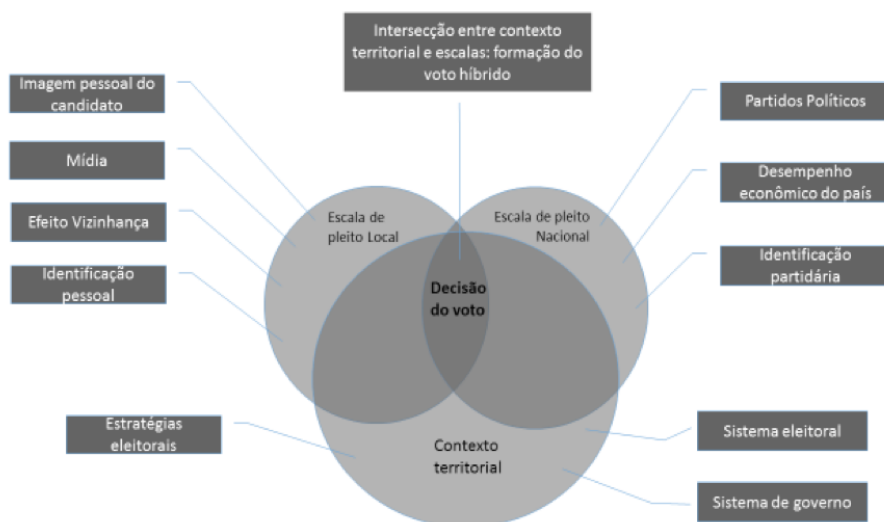 Intersecção entre contexto
territorial e escalas: formação do
voto híbrido
Imagem pessoal do
candidato
Mídia
Efeito Vizinhança
Identificação
pessoal
Partidos Políticos
Desempenho
econômico do país
Identificação
partidária
Escala de
pleito Local
Escala de pleito
Nacional
Decisão
do voto
Estratégias
eleitorais
Contexto
territorial
Sistema eleitoral
Sistema de governo